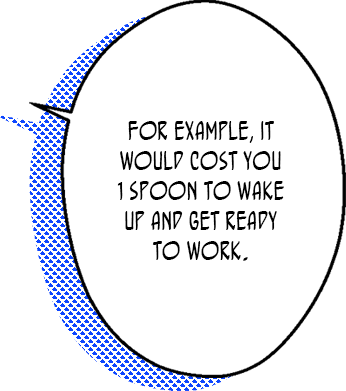 FOR EXAMPLE, IT
WOULD COST YOU
1 SPOON TO WAKE
UP AND GET READY
TO WORK.